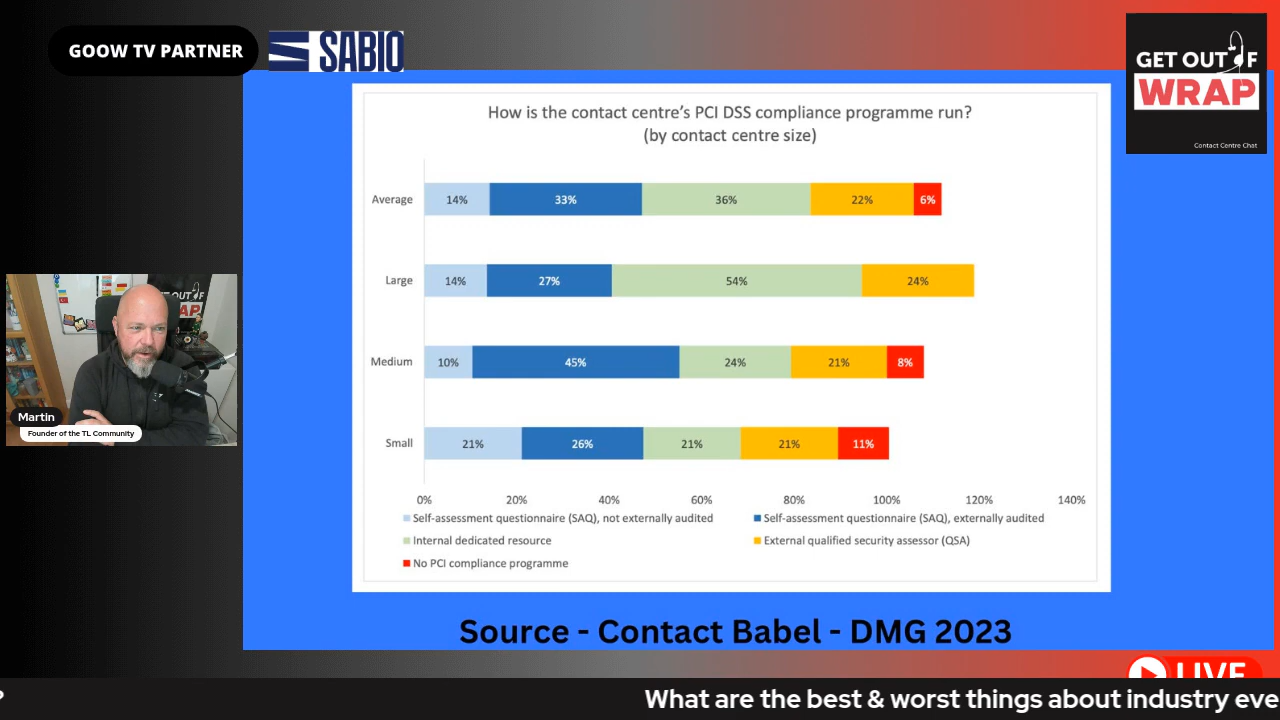 GOOW TV PARTNER
SABIO
GET OUT OF
WRAP
Contact Centre Chat
How is the contact centre’s PCI DSS compliance programme run?
(by contact centre size)
Average 14% 33% 36% 22% 6%
Large 14% 27% 54% 24%
Medium 10% 45% 24% 21% 8%
Small 21% 26% 21% 21% 11%
0% 20% 40% 60% 80% 100% 120% 140%
Self-assessment questionnaire (SAQ), not externally audited
Self-assessment questionnaire (SAQ), externally audited
Internal dedicated resource
External qualified security assessor (QSA)
No PCI compliance programme
Martin
Founder of the TL Community
Source - Contact Babel - DMG 2023
LIVE
? What are the best & worst things about industry eve